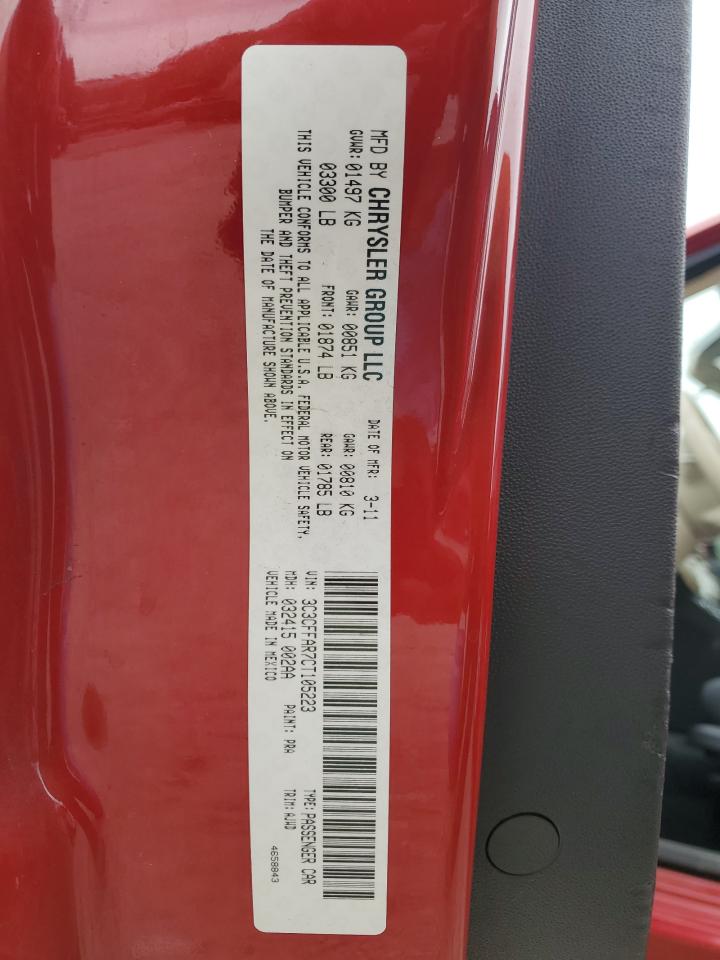 MFD BY CHRYSLER GROUP LLC DATE OF MFR: 3-11
GVWR: 01497 KG GAWR: 00851 KG GAWR: 00810 KG
03300 LB FRONT: 01874 LB REAR: 01785 LB
THIS VEHICLE CONFORMS TO ALL APPLICABLE U.S.A. FEDERAL MOTOR VEHICLE SAFETY,
BUMPER AND THEFT PREVENTION STANDARDS IN EFFECT ON
THE DATE OF MANUFACTURE SHOWN ABOVE.
VIN: 3C3CFFAR7CT105223 TYPE: PASSENGER CAR
MDH: 032415 002AA PAINT: PRA TRIM: AJWD
VEHICLE MADE IN MEXICO 4658843